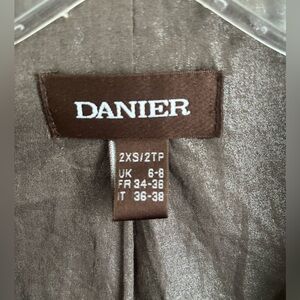 DANIER
2XS/2TP
UK 6-8
FR 34-36
IT 36-38